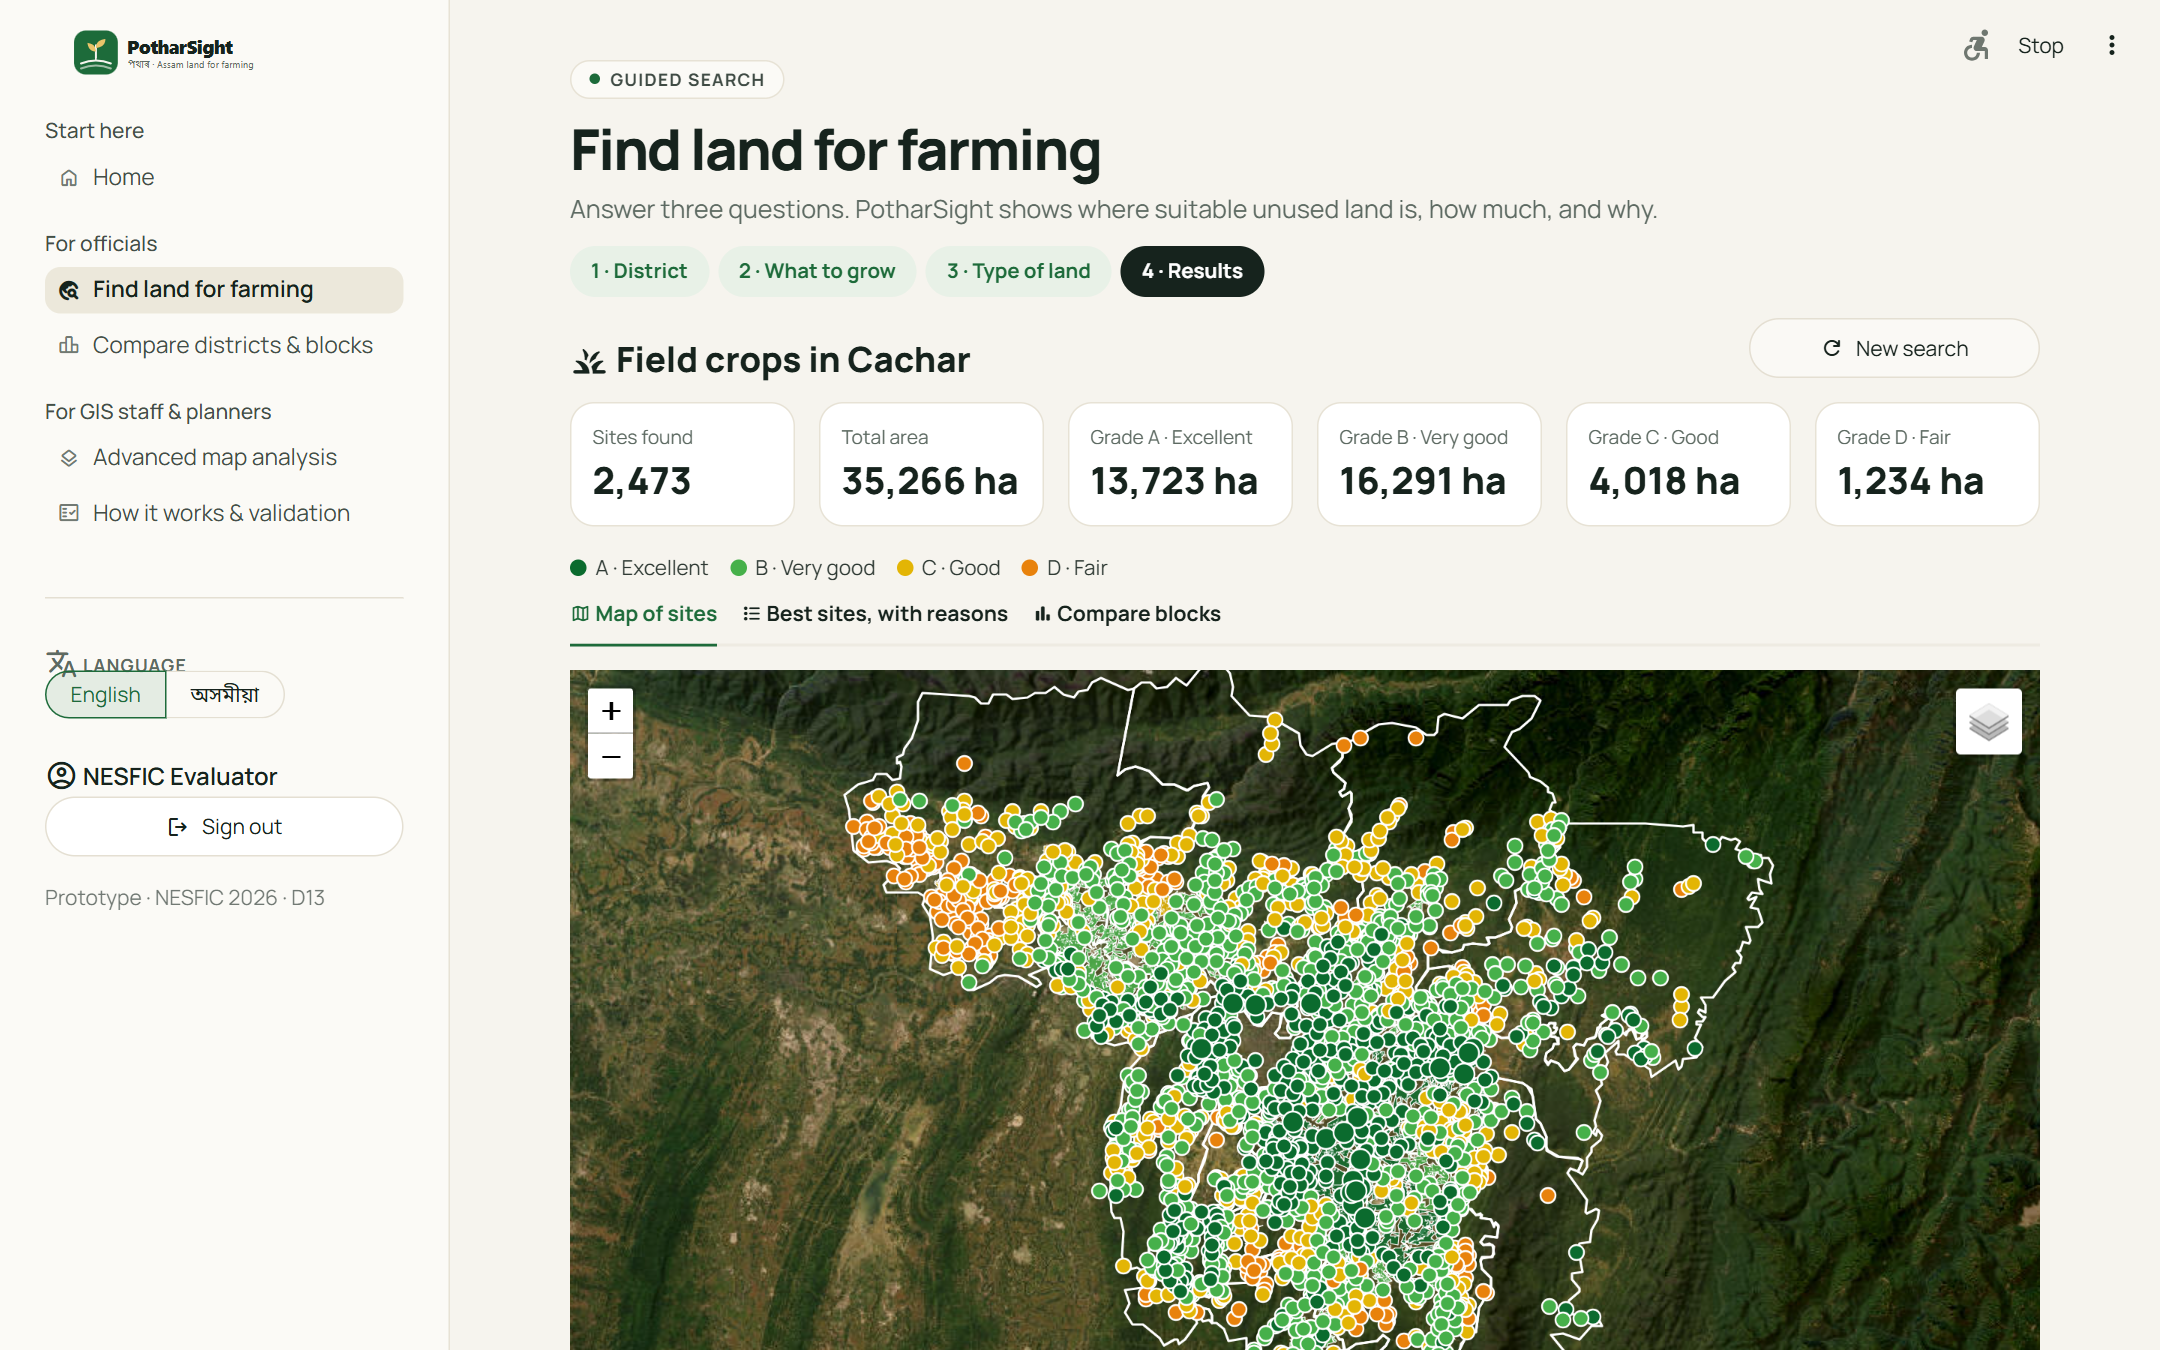 PotharSight
পথাৰ · Assam land for farming
Start here
Home
For officials
Find land for farming
Compare districts & blocks
For GIS staff & planners
Advanced map analysis
How it works & validation
LANGUAGE
English
অসমীয়া
NESFIC Evaluator
Sign out
Prototype · NESFIC 2026 · D13
Stop
GUIDED SEARCH
Find land for farming
Answer three questions. PotharSight shows where suitable unused land is, how much, and why.
1 · District
2 · What to grow
3 · Type of land
4 · Results
Field crops in Cachar
New search
Sites found
2,473
Total area
35,266 ha
Grade A · Excellent
13,723 ha
Grade B · Very good
16,291 ha
Grade C · Good
4,018 ha
Grade D · Fair
1,234 ha
A · Excellent
B · Very good
C · Good
D · Fair
Map of sites
Best sites, with reasons
Compare blocks
+
−